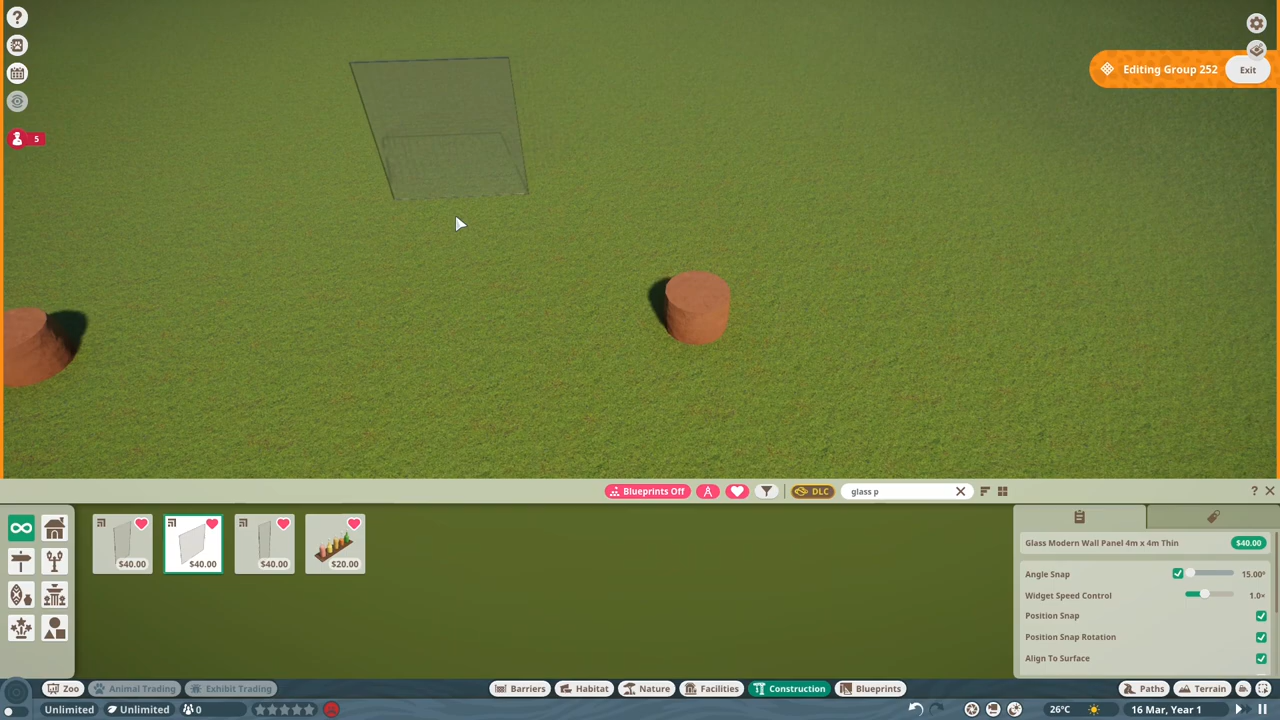 ?
Editing Group 252
Exit
5
Blueprints Off
DLC
glass p
?
$40.00
$40.00
$40.00
$20.00
Glass Modern Wall Panel 4m x 4m Thin
$40.00
Angle Snap
15.00°
Widget Speed Control
1.0×
Position Snap
Position Snap Rotation
Align To Surface
Zoo
Animal Trading
Exhibit Trading
Barriers
Habitat
Nature
Facilities
Construction
Blueprints
Paths
Terrain
Unlimited
Unlimited
0
26°C
16 Mar, Year 1